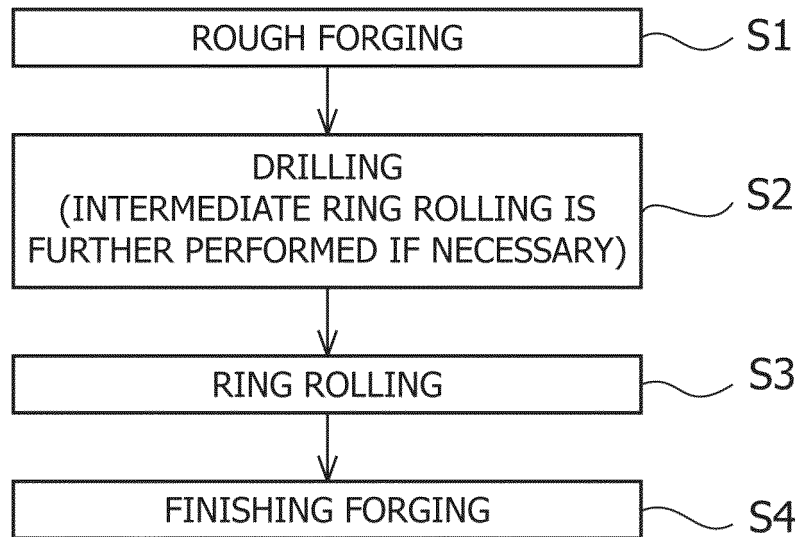 ROUGH FORGING
S1
DRILLING
(INTERMEDIATE RING ROLLING IS
FURTHER PERFORMED IF NECESSARY)
S2
RING ROLLING
S3
FINISHING FORGING
S4